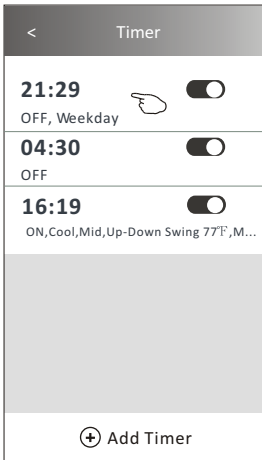 < Timer
21:29
OFF, Weekday
04:30
OFF
16:19
ON,Cool,Mid,Up-Down Swing 77℉,M...
Add Timer